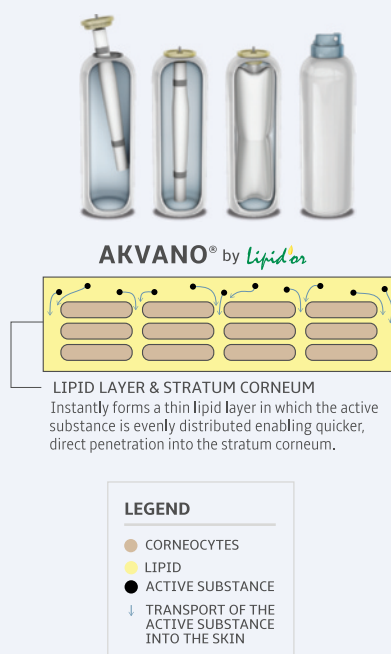 AKVANO® by Lipidor
LIPID LAYER & STRATUM CORNEUM
Instantly forms a thin lipid layer in which the active
substance is evenly distributed enabling quicker,
direct penetration into the stratum corneum.
LEGEND
CORNEOCYTES
LIPID
ACTIVE SUBSTANCE
TRANSPORT OF THE
ACTIVE SUBSTANCE
INTO THE SKIN